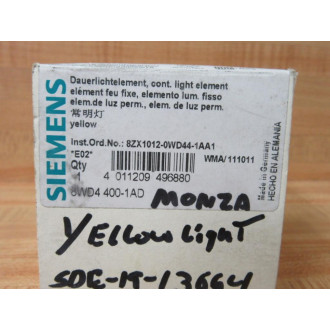 SIEMENS
Dauerlichtelement, cont. light element
elément feu fixe, elemento lum. fisso
elem.de luz perm., elem. de luz perm.
常明灯
yellow
Inst.Ord.No.: 8ZX1012-0WD44-1AA1
*E02*
WMA/111011
Qty
1
4 011209 496880
8WD4 400-1AD
Made in Germany
HECHO EN ALEMANIA
MONZA
YELLOW Light
SDE-19-13664